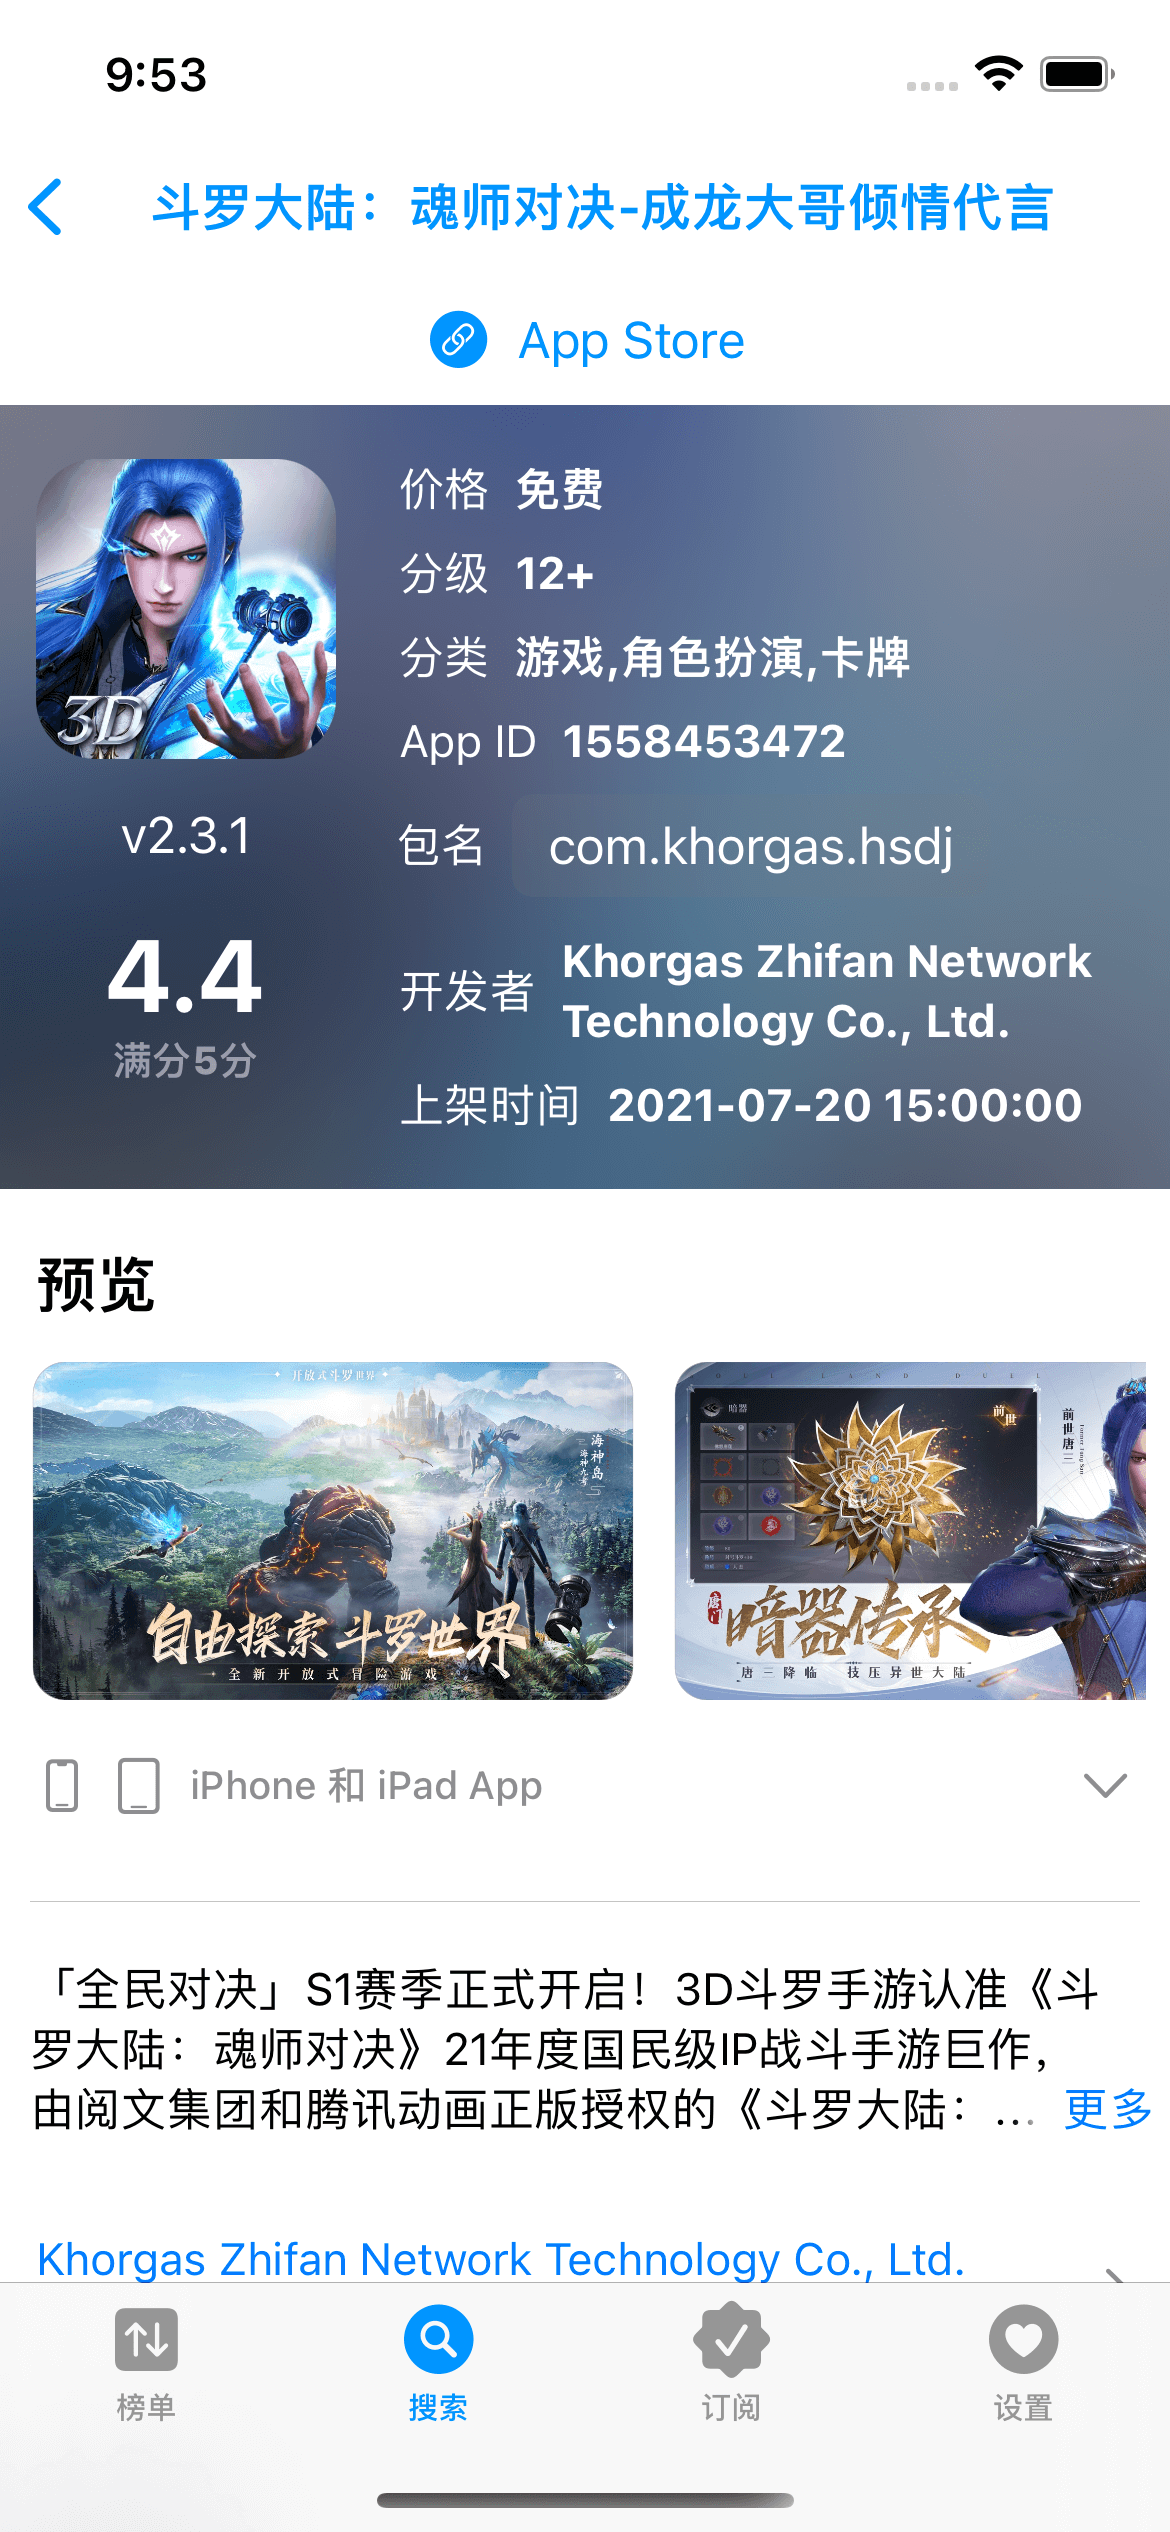 9:53
斗罗大陆：魂师对决-成龙大哥倾情代言
App Store
价格 免费
分级 12+
分类 游戏,角色扮演,卡牌
App ID 1558453472
3D
v2.3.1
包名 com.khorgas.hsdj
4.4
满分5分
开发者 Khorgas Zhifan Network
Technology Co., Ltd.
上架时间 2021-07-20 15:00:00
预览
开放式斗罗世界
海神岛
自由探索 斗罗世界
全新开放式冒险游戏
暗器
前世
前世唐三
唐门
暗器传承
唐三降临 技压异世大陆
iPhone 和 iPad App
「全民对决」S1赛季正式开启！3D斗罗手游认准《斗
罗大陆：魂师对决》21年度国民级IP战斗手游巨作，
由阅文集团和腾讯动画正版授权的《斗罗大陆：... 更多
Khorgas Zhifan Network Technology Co., Ltd.
榜单
搜索
订阅
设置